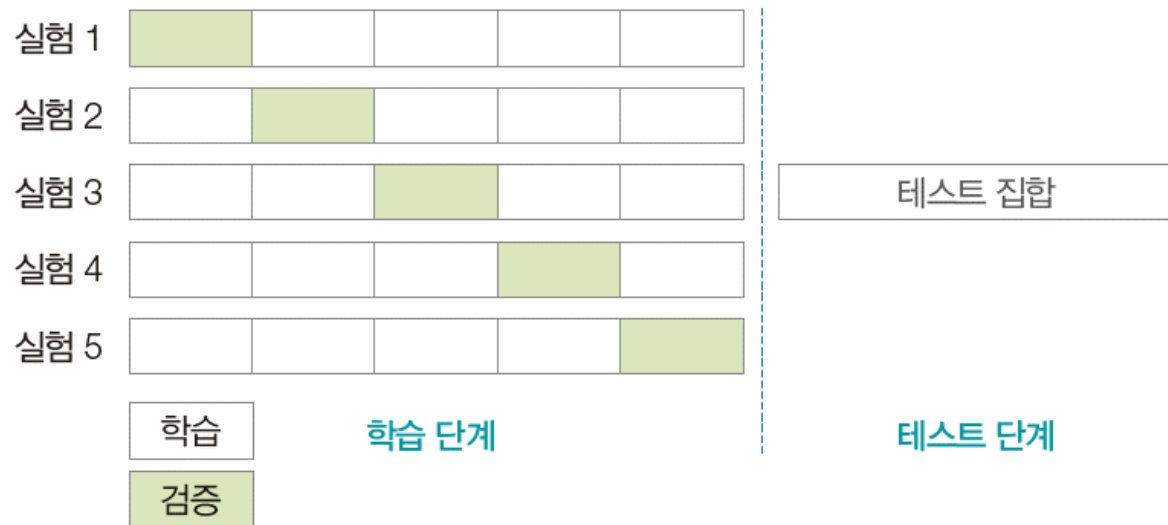 실험 1
실험 2
실험 3
테스트 집합
실험 4
실험 5
학습
학습 단계
테스트 단계
검증